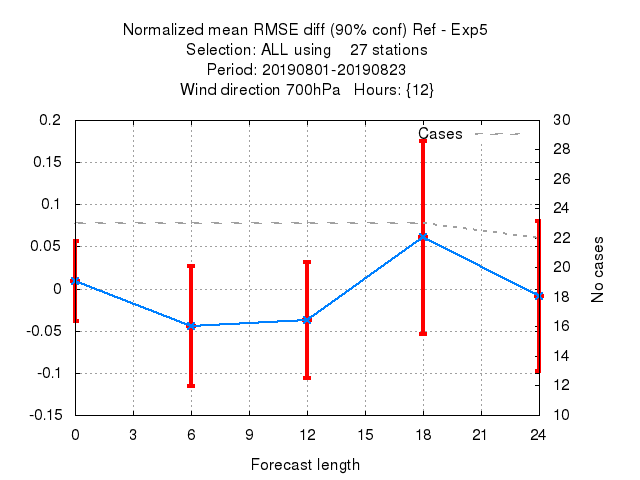 Normalized mean RMSE diff (90% conf) Ref - Exp5
Selection: ALL using    27 stations
Period: 20190801-20190823
Wind direction 700hPa   Hours: {12}
Cases
0.2
0.15
0.1
0.05
0
-0.05
-0.1
-0.15
30
28
26
24
22
20
18
16
14
12
10
No cases
0 3 6 9 12 15 18 21 24
Forecast length